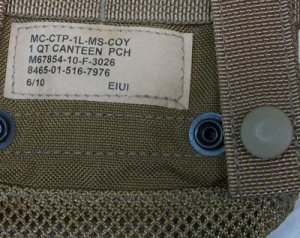 MC-CTP-1L-MS-COY
1 QT CANTEEN PCH
M67854-10-F-3026
8465-01-516-7976
6/10 EIUI